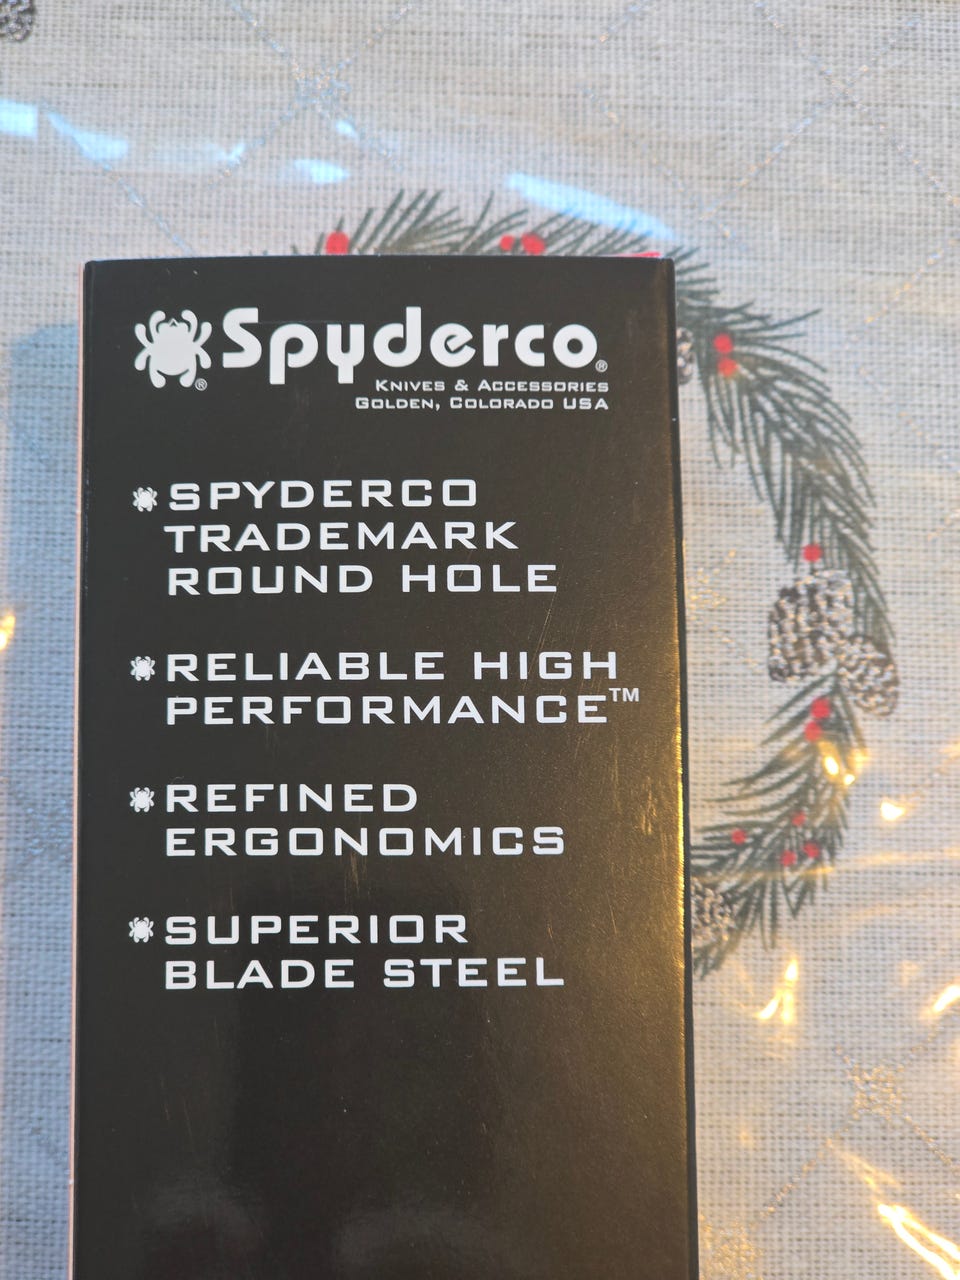 Spyderco®
®
KNIVES & ACCESSORIES
GOLDEN, COLORADO USA
SPYDERCO
TRADEMARK
ROUND HOLE
RELIABLE HIGH
PERFORMANCE™
REFINED
ERGONOMICS
SUPERIOR
BLADE STEEL